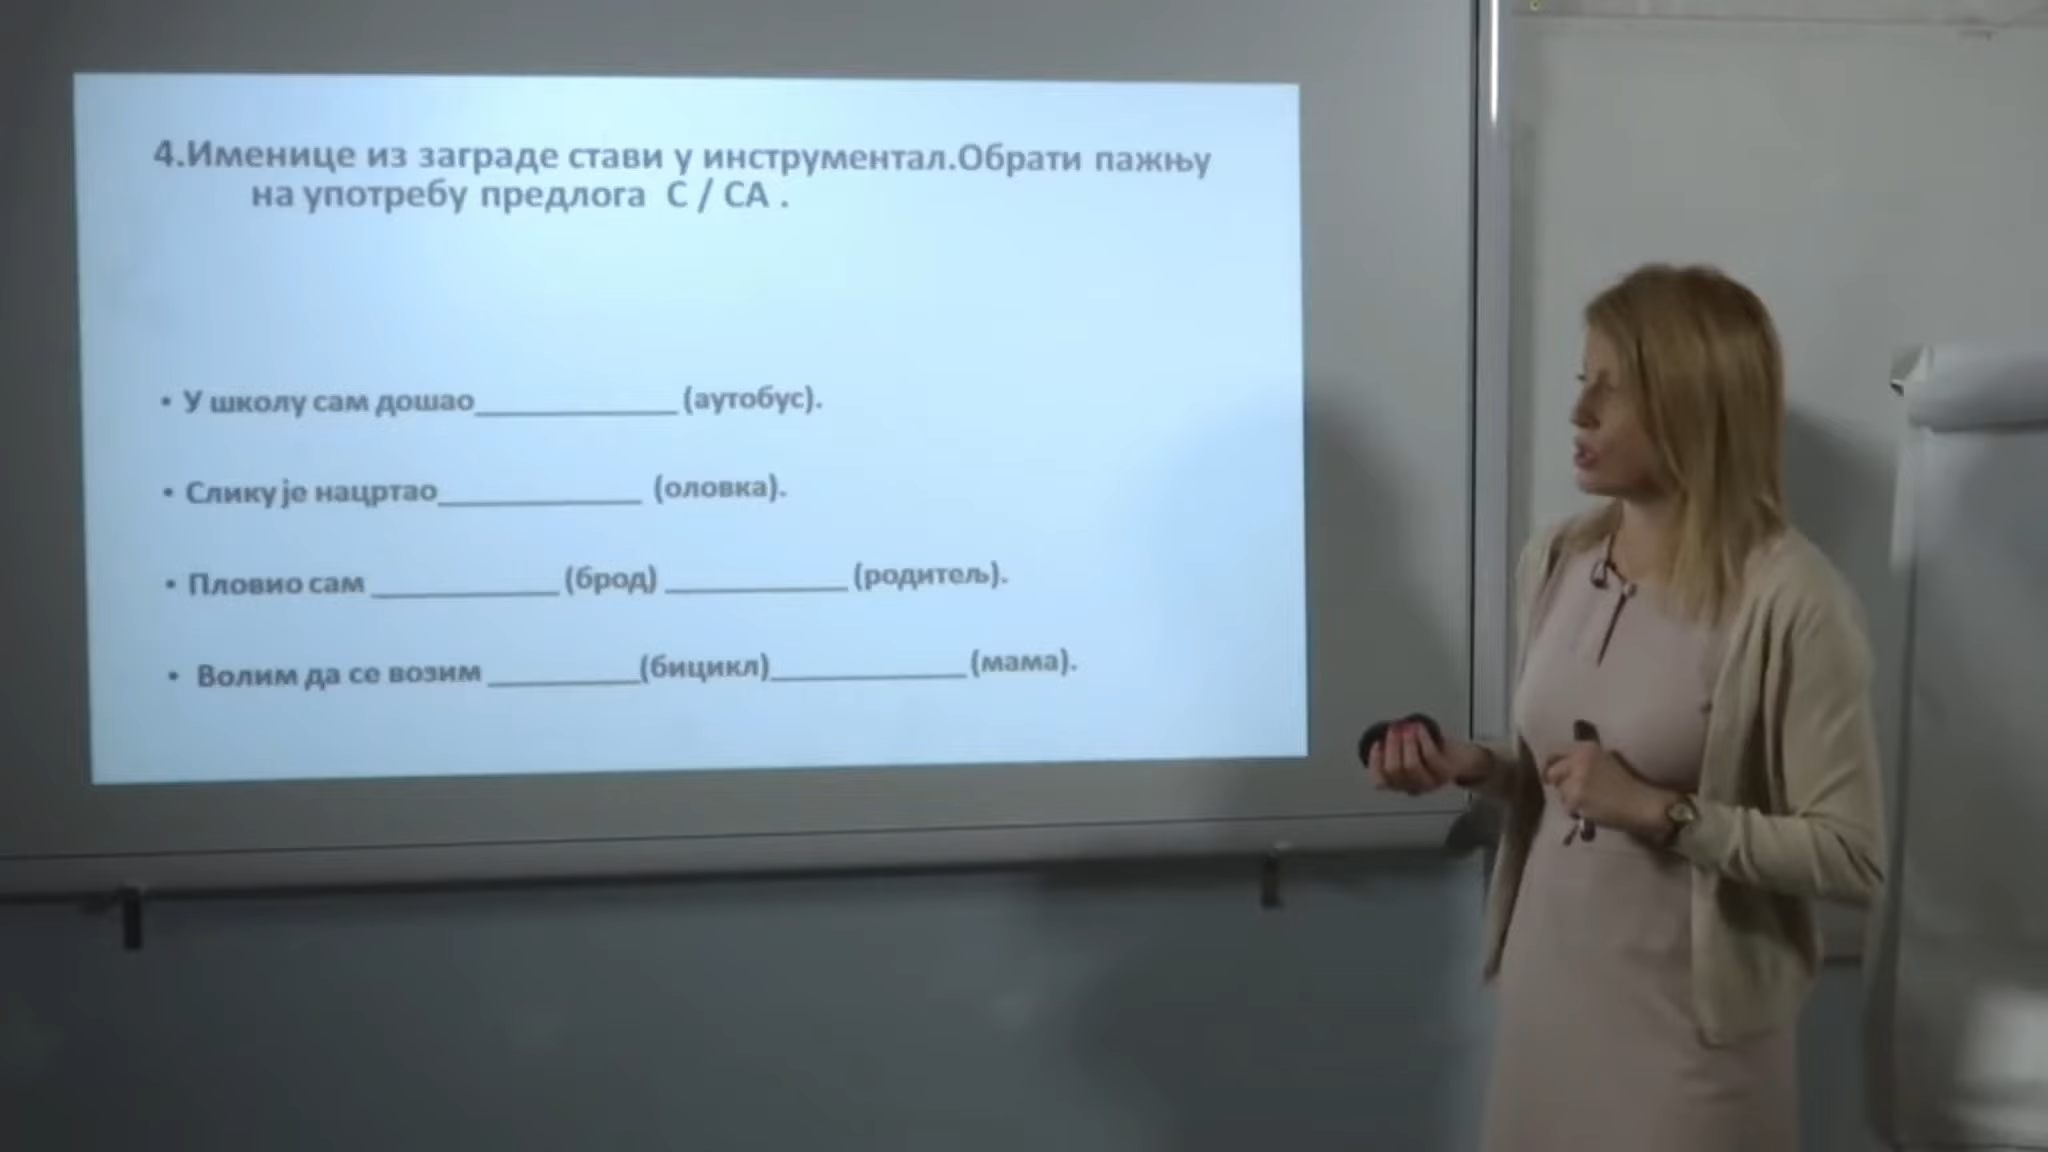 4.Именице из заграде стави у инструментал.Обрати пажњу
на употребу предлога С / СА .
• У школу сам дошао____________ (аутобус).
• Слику је нацртао____________ (оловка).
• Пловио сам ___________ (брод) ___________ (родитељ).
• Волим да се возим _________(бицикл)____________ (мама).